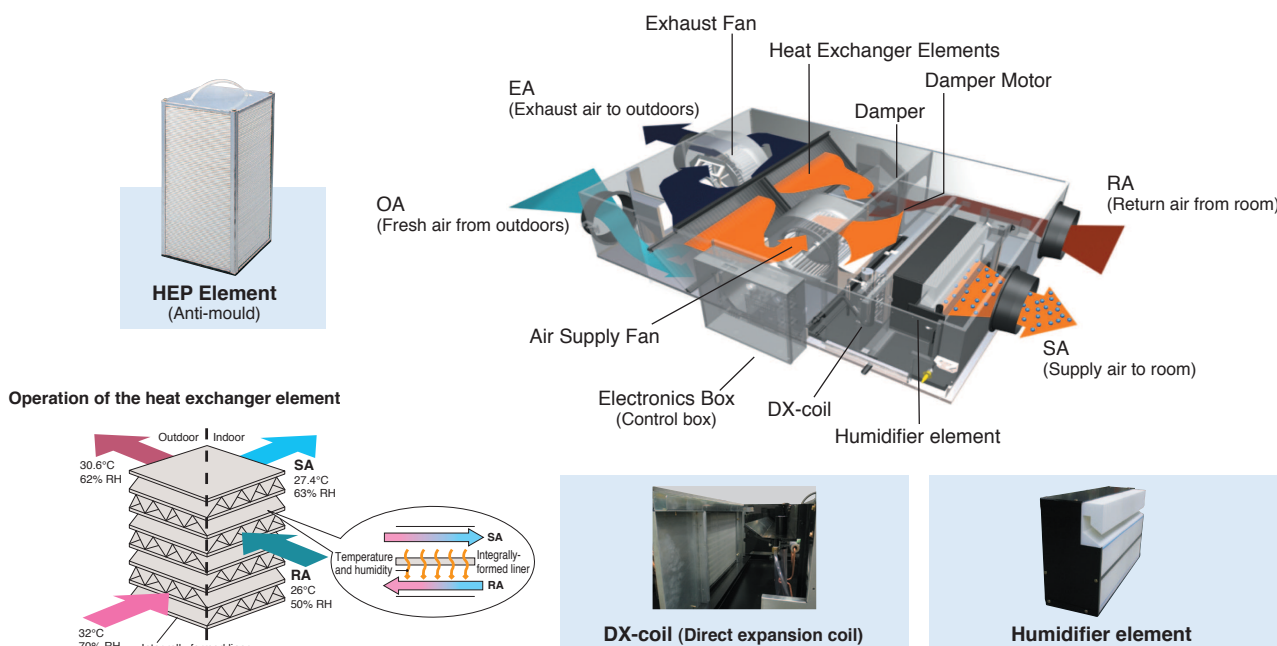 Exhaust Fan
Heat Exchanger Elements
Damper Motor
EA
(Exhaust air to outdoors)
Damper
RA
(Return air from room)
OA
(Fresh air from outdoors)
HEP Element
(Anti-mould)
Air Supply Fan
SA
(Supply air to room)
Electronics Box
(Control box)
DX-coil
Humidifier element
Operation of the heat exchanger element
Outdoor
Indoor
30.6°C
62% RH
SA
27.4°C
63% RH
SA
Temperature
and humidity
Integrally-
formed liner
RA
RA
26°C
50% RH
32°C
70% RH
DX-coil (Direct expansion coil)
Humidifier element